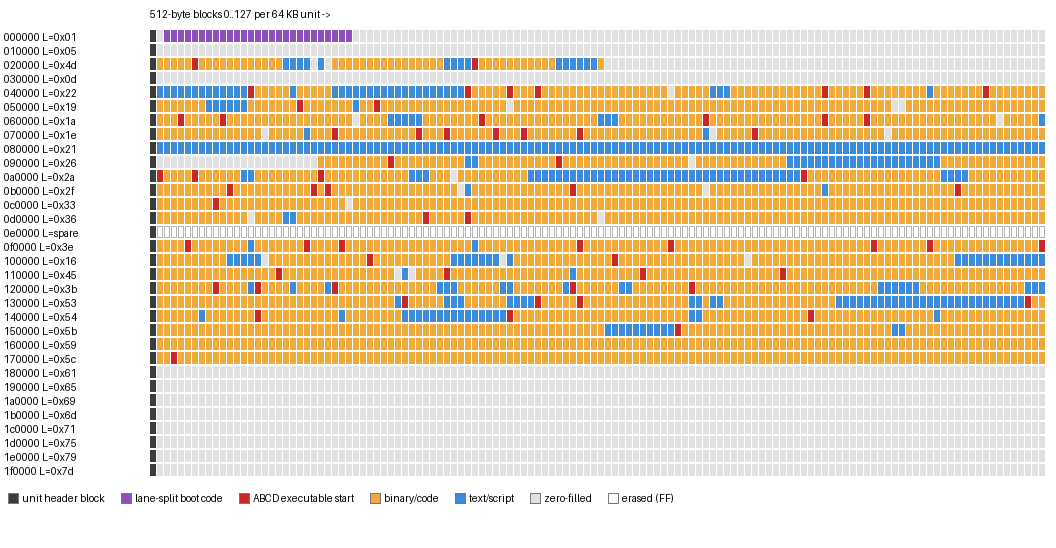 512-byte blocks 0..127 per 64 KB unit ->
000000 L=0x01
010000 L=0x05
020000 L=0x4d
030000 L=0x0d
040000 L=0x22
050000 L=0x19
060000 L=0x1a
070000 L=0x1e
080000 L=0x21
090000 L=0x26
0a0000 L=0x2a
0b0000 L=0x2f
0c0000 L=0x33
0d0000 L=0x36
0e0000 L=spare
0f0000 L=0x3e
100000 L=0x16
110000 L=0x45
120000 L=0x3b
130000 L=0x53
140000 L=0x54
150000 L=0x5b
160000 L=0x59
170000 L=0x5c
180000 L=0x61
190000 L=0x65
1a0000 L=0x69
1b0000 L=0x6d
1c0000 L=0x71
1d0000 L=0x75
1e0000 L=0x79
1f0000 L=0x7d
unit header block lane-split boot code ABCD executable start binary/code text/script zero-filled erased (FF)